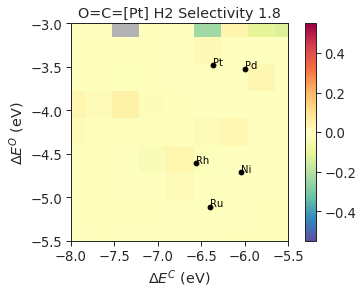 O=C=[Pt] H2 Selectivity 1.8
−3.0
−3.5
−4.0
−4.5
−5.0
−5.5
ΔE^O (eV)
Pt
Pd
Rh
Ni
Ru
0.4
0.2
0.0
−0.2
−0.4
−8.0 −7.5 −7.0 −6.5 −6.0 −5.5
ΔE^C (eV)